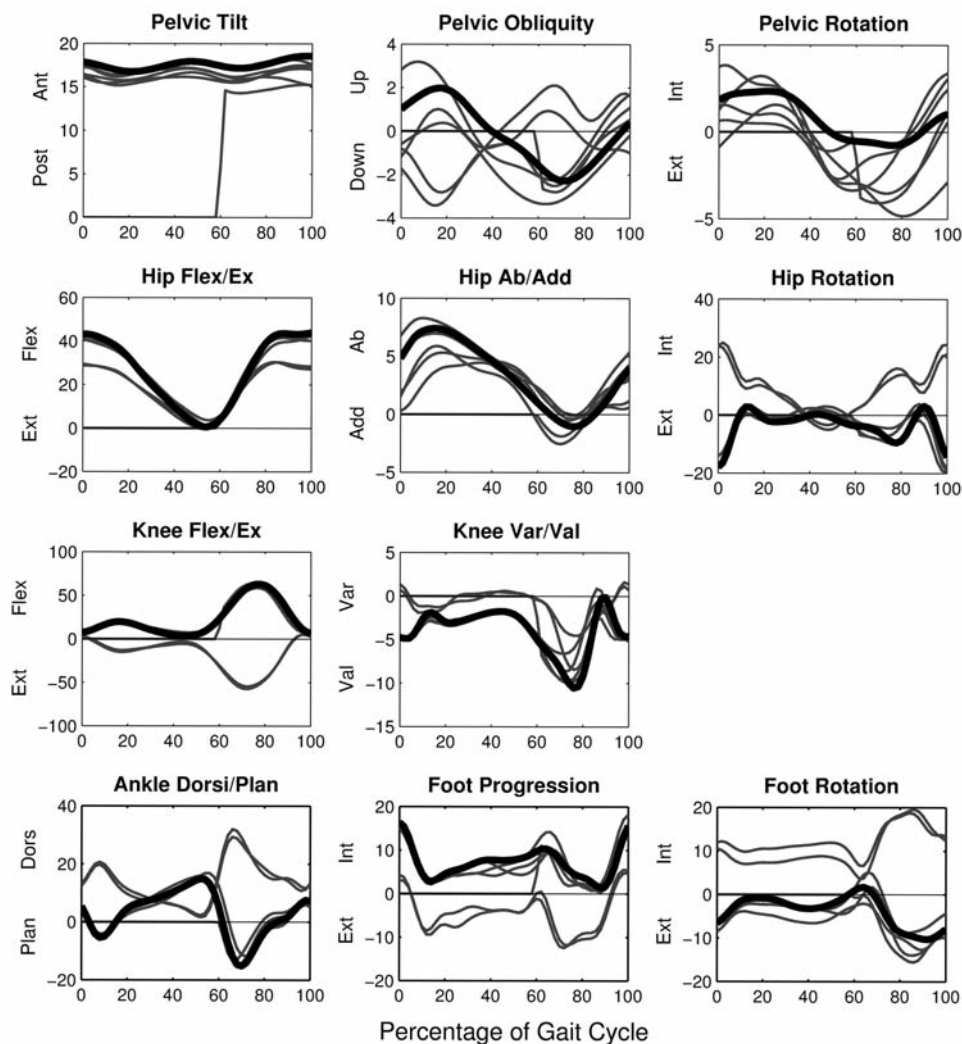 Pelvic Tilt
20
15
10
5
0
Ant
Post
0 20 40 60 80 100
Pelvic Obliquity
4
2
0
−2
−4
Up
Down
0 20 40 60 80 100
Pelvic Rotation
5
0
−5
Int
Ext
0 20 40 60 80 100
Hip Flex/Ex
60
40
20
0
−20
Flex
Ext
0 20 40 60 80 100
Hip Ab/Add
10
5
0
−5
Ab
Add
0 20 40 60 80 100
Hip Rotation
40
20
0
−20
Int
Ext
0 20 40 60 80 100
Knee Flex/Ex
100
50
0
−50
−100
Flex
Ext
0 20 40 60 80 100
Knee Var/Val
5
0
−5
−10
−15
Var
Val
0 20 40 60 80 100
Ankle Dorsi/Plan
40
20
0
−20
Dors
Plan
0 20 40 60 80 100
Foot Progression
20
10
0
−10
−20
Int
Ext
0 20 40 60 80 100
Foot Rotation
20
10
0
−10
−20
Int
Ext
0 20 40 60 80 100
Percentage of Gait Cycle